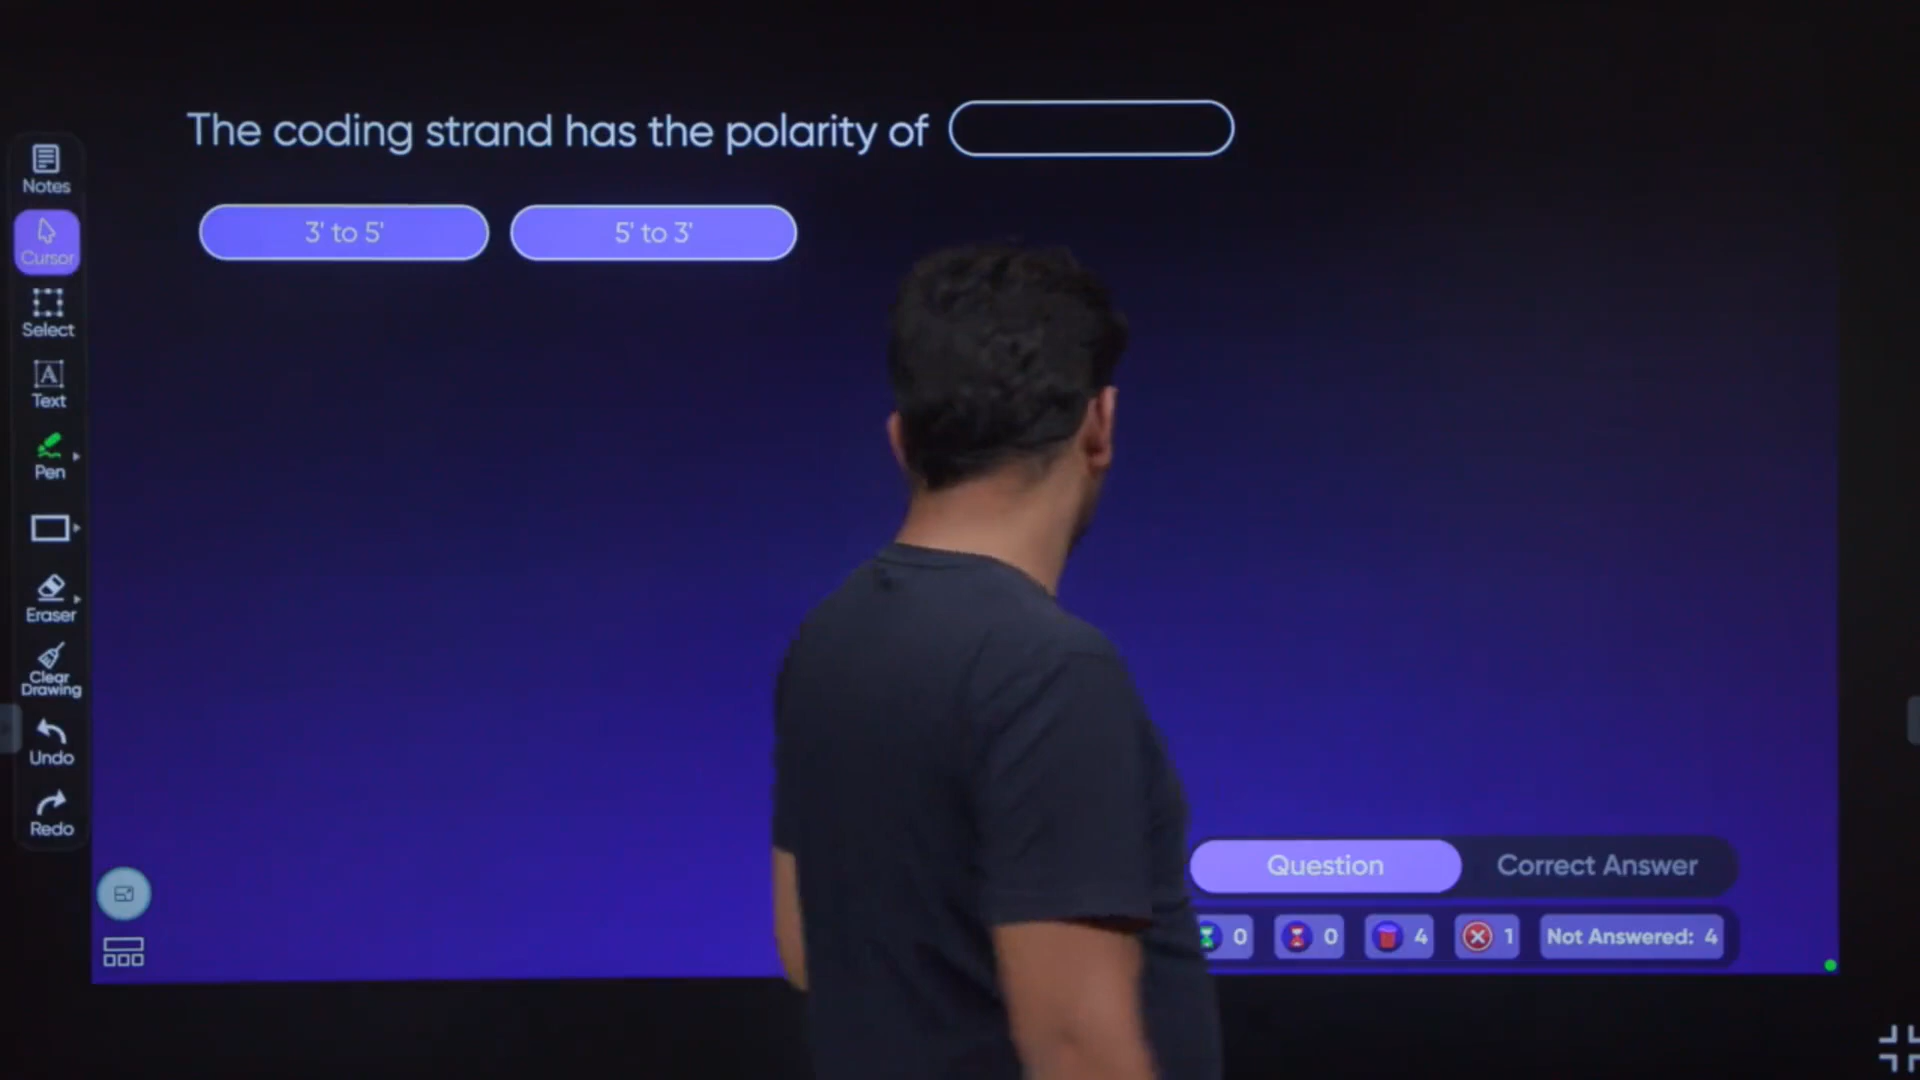 The coding strand has the polarity of
3' to 5'
5' to 3'
Notes
Cursor
Select
Text
Pen
Eraser
Clear
Drawing
Undo
Redo
Question
Correct Answer
0
0
4
1
Not Answered: 4